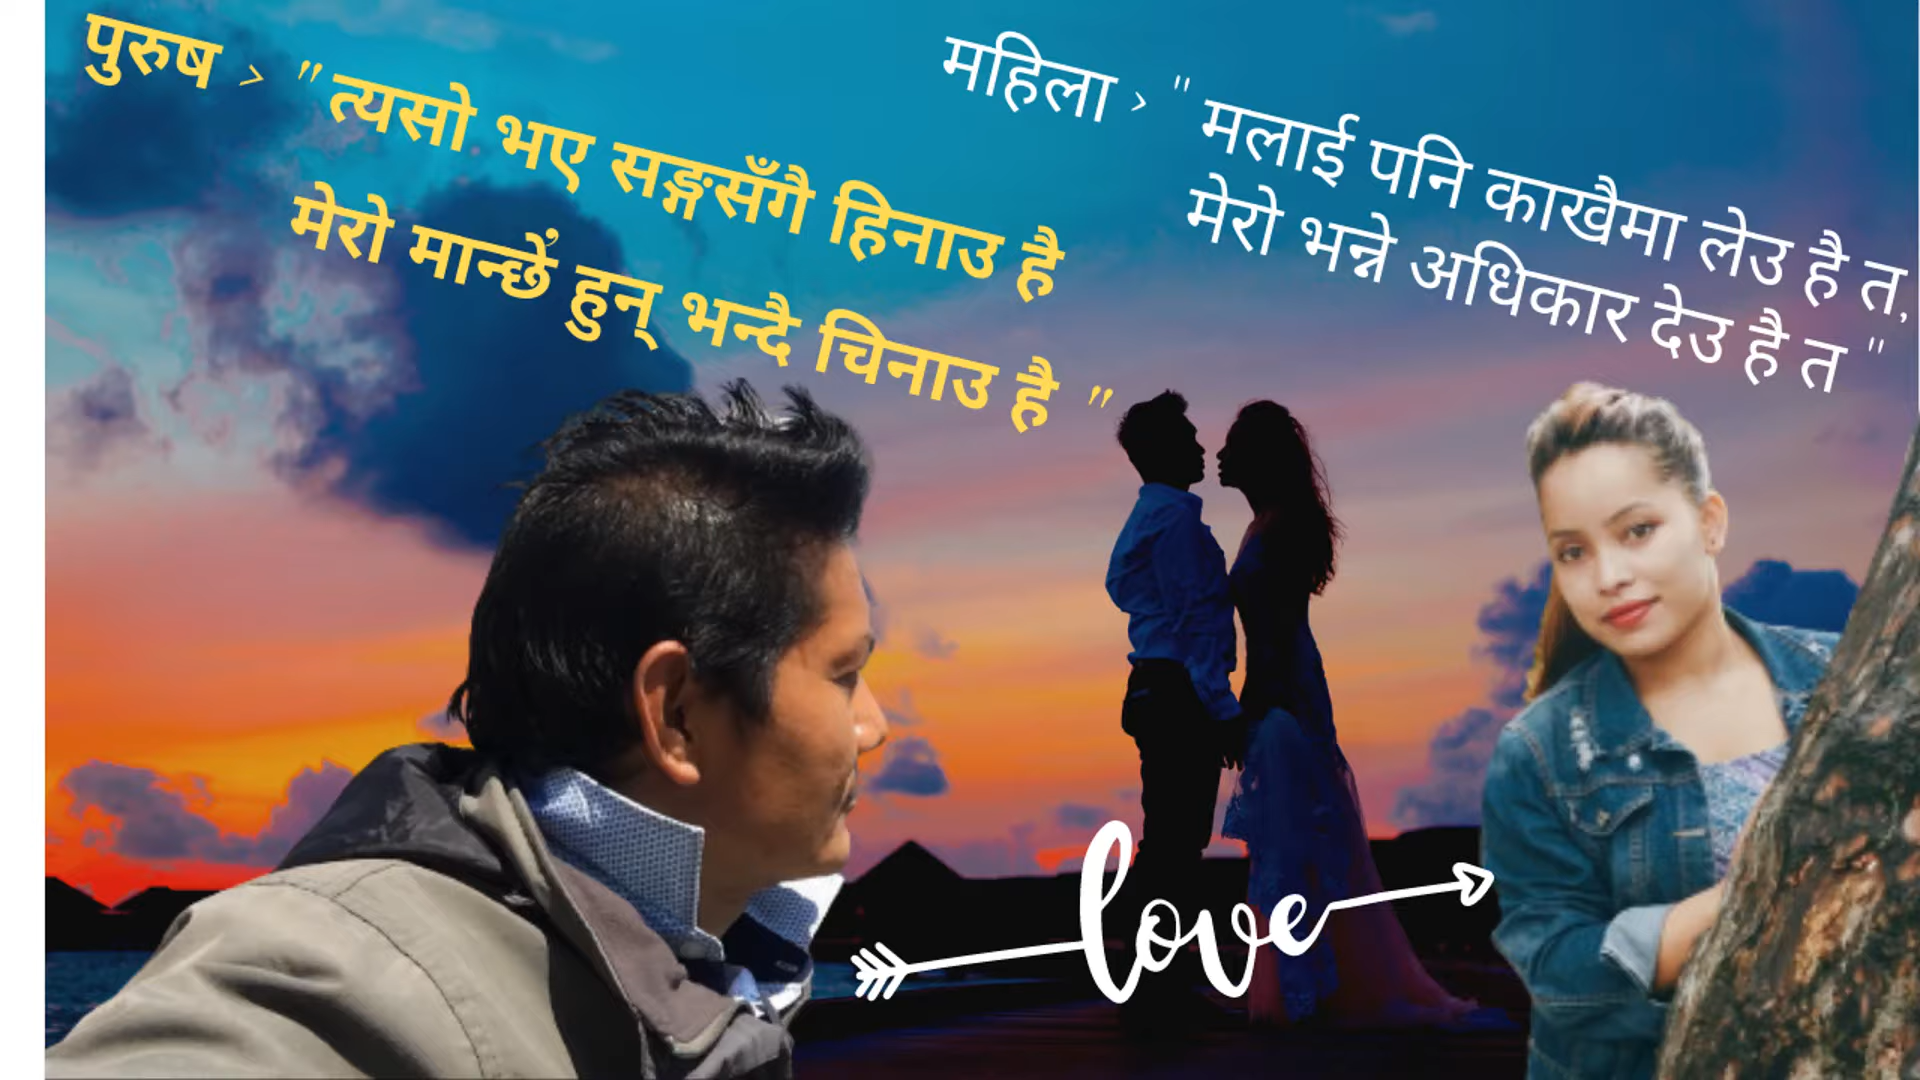 पुरुष > " त्यसो भए सङ्गसँगै हिनाउ है
मेरो मान्छेँ हुन् भन्दै चिनाउ है "
महिला > " मलाई पनि काखैमा लेउ है त,
मेरो भन्ने अधिकार देउ है त "
love